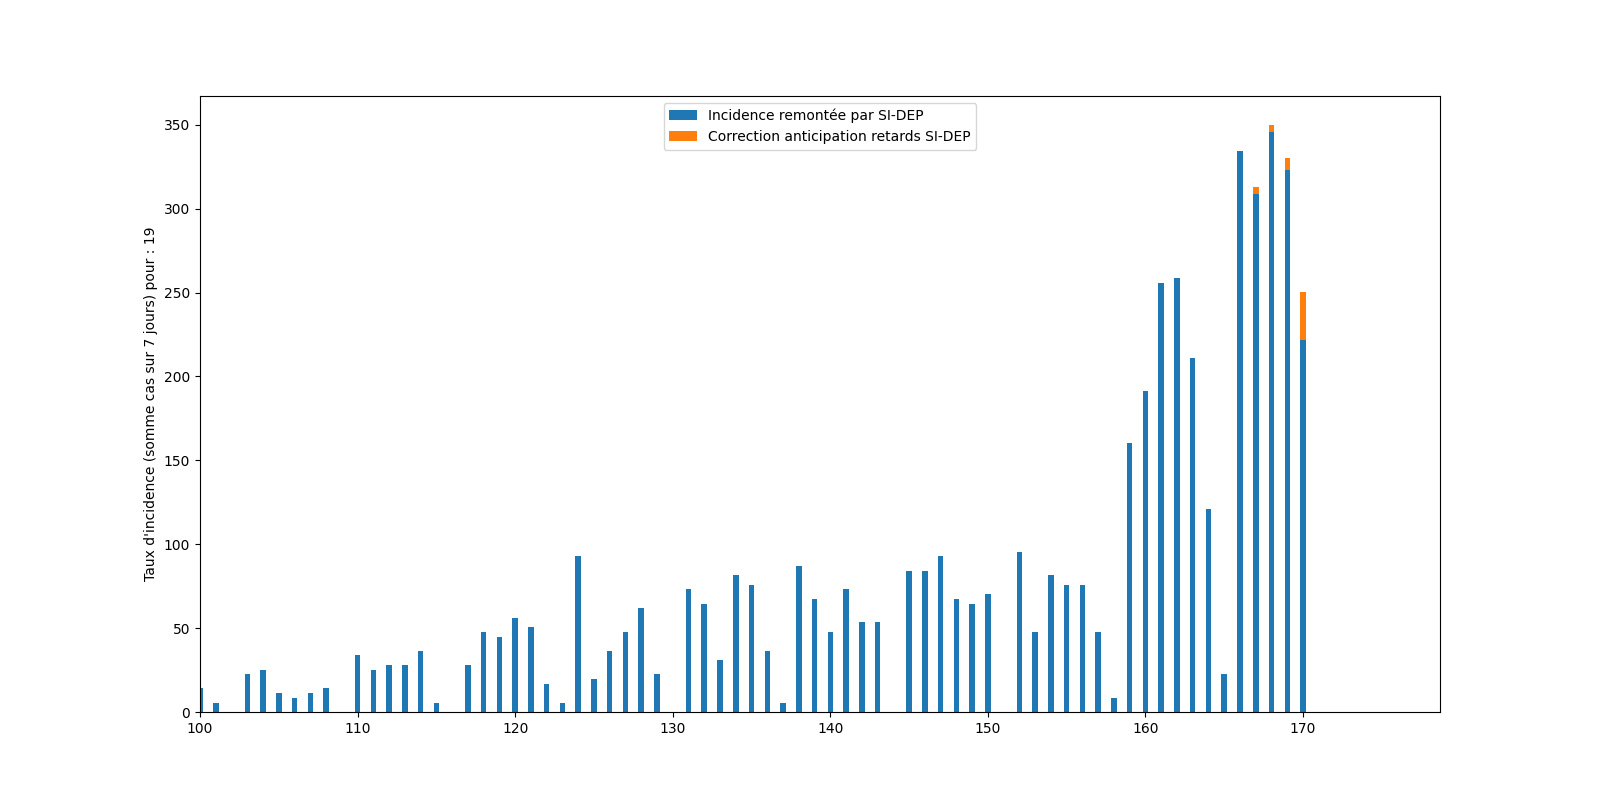 Incidence remontée par SI-DEP
Correction anticipation retards SI-DEP
Taux d'incidence (somme cas sur 7 jours) pour : 19
350
300
250
200
150
100
50
0
100 110 120 130 140 150 160 170